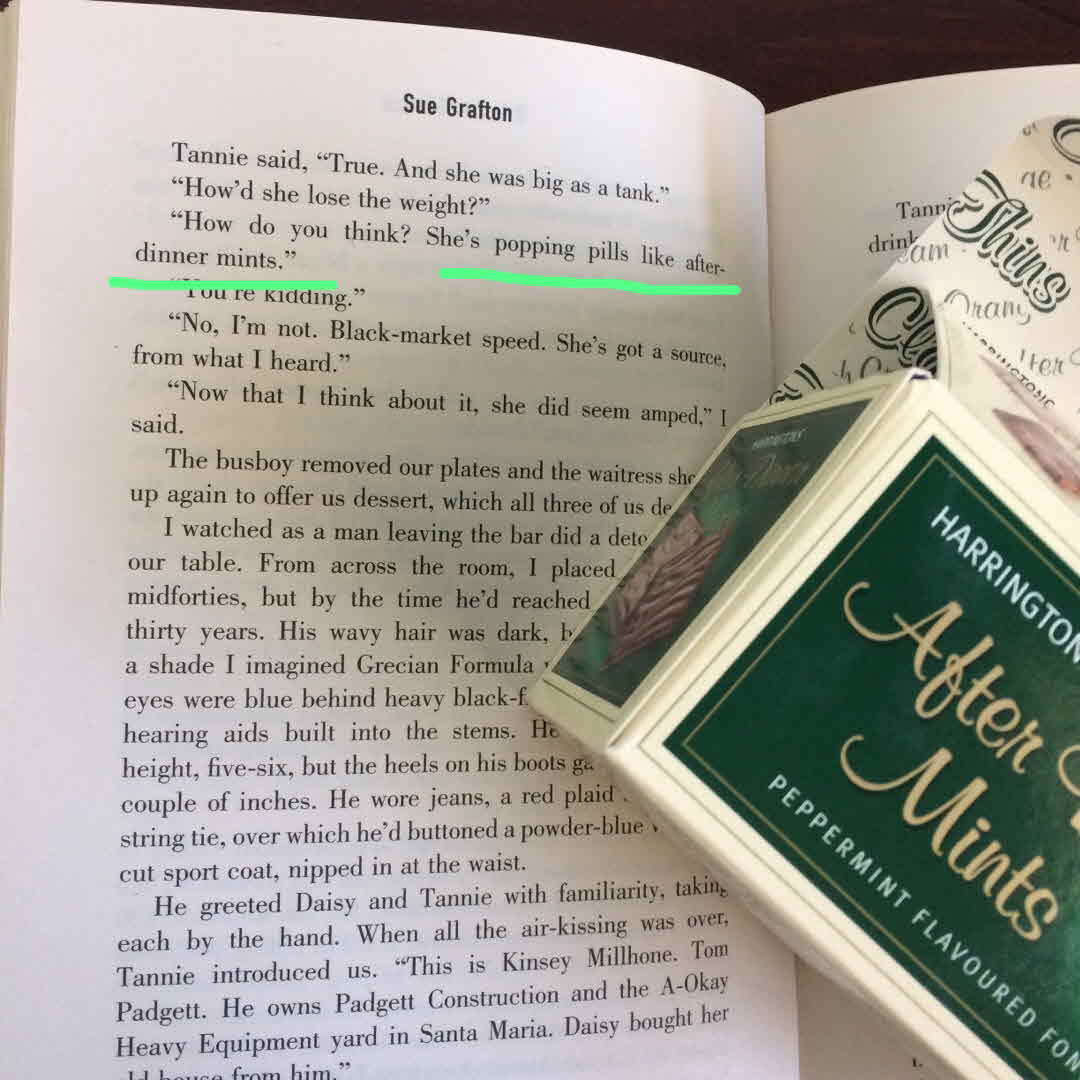 Sue Grafton
Tannie said, “True. And she was big as a tank.”
“How’d she lose the weight?”
“How do you think? She’s popping pills like after-
dinner mints.”
“You’re kidding.”
“No, I’m not. Black-market speed. She’s got a source,
from what I heard.”
“Now that I think about it, she did seem amped,” I
said.
The busboy removed our plates and the waitress
up again to offer us dessert, which all three of us
I watched as a man leaving the bar did a
our table. From across the room, I placed
midforties, but by the time he’d reached
thirty years. His wavy hair was dark,
a shade I imagined Grecian Formula
eyes were blue behind heavy
hearing aids built into the stems. He
height, five-six, but the heels on his boots
couple of inches. He wore jeans, a red plaid
string tie, over which he’d buttoned a powder-blue
cut sport coat, nipped in at the waist.
He greeted Daisy and Tannie with familiarity, taking
each by the hand. When all the air-kissing was over,
Tannie introduced us. “This is Kinsey Millhone. Tom
Padgett. He owns Padgett Construction and the A-Okay
Heavy Equipment yard in Santa Maria. Daisy bought her
house from him.”
Thins
HARRINGTON
After
Mints
PEPPERMINT FLAVOURED